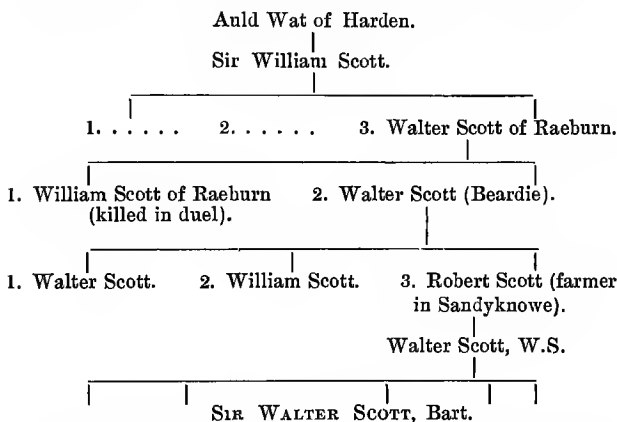 Auld Wat of Harden.
Sir William Scott.
1. . . . . . . 2. . . . . . . 3. Walter Scott of Raeburn.
1. William Scott of Raeburn 2. Walter Scott (Beardie).
(killed in duel).
1. Walter Scott. 2. William Scott. 3. Robert Scott (farmer
in Sandyknowe).
Walter Scott, W.S.
SIR WALTER SCOTT, Bart.